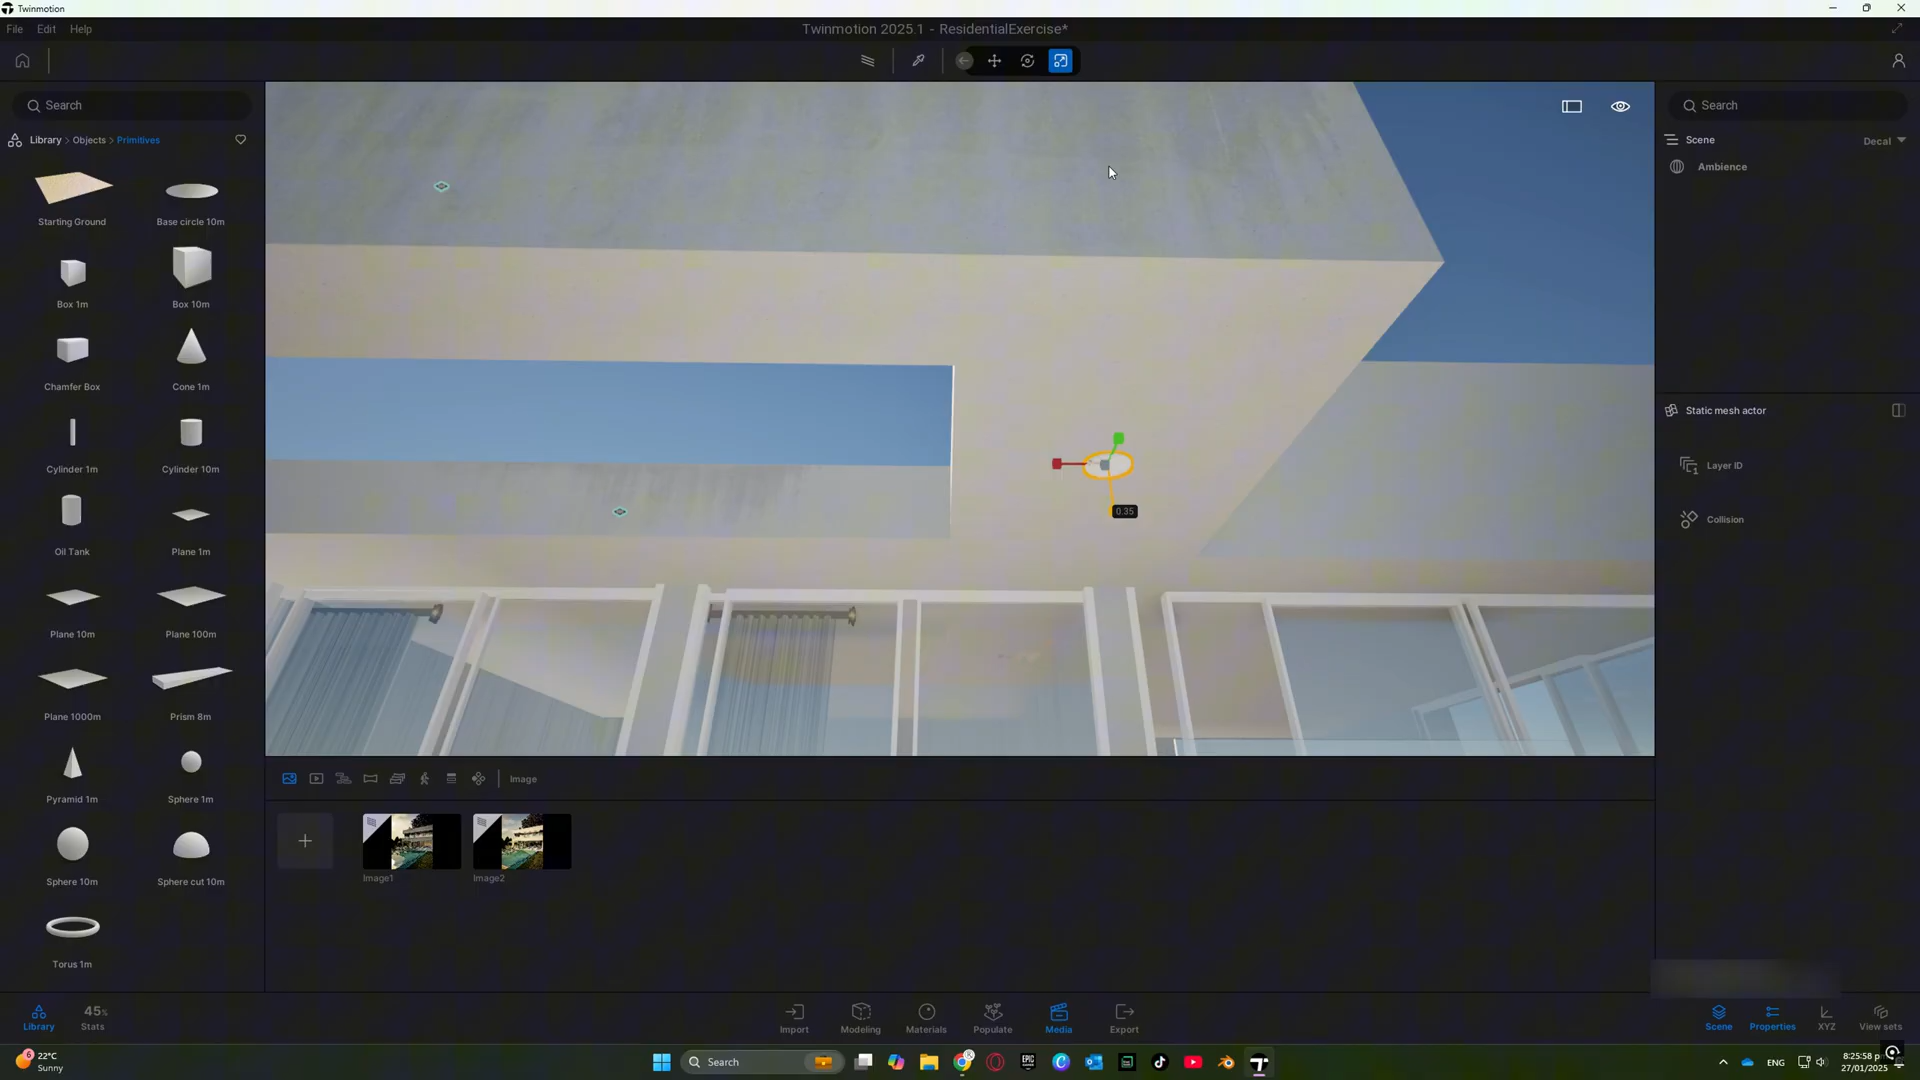 Twinmotion
File Edit Help
Twinmotion 2025.1 - ResidentialExercise*
Search
Library > Objects > Primitives
Starting Ground
Base circle 10m
Box 1m
Box 10m
Chamfer Box
Cone 1m
Cylinder 1m
Cylinder 10m
Oil Tank
Plane 1m
Plane 10m
Plane 100m
Plane 1000m
Prism 8m
Pyramid 1m
Sphere 1m
Sphere 10m
Sphere cut 10m
Torus 1m
0.35
Search
Scene
Decal
Ambience
Static mesh actor
Layer ID
Collision
Image
Image1
Image2
Library
45%
Stats
Import
Modeling
Materials
Populate
Media
Export
Scene
Properties
XYZ
View sets
6
22°C
Sunny
Search
EPIC
ENG
8:25:58 p
27/01/2025